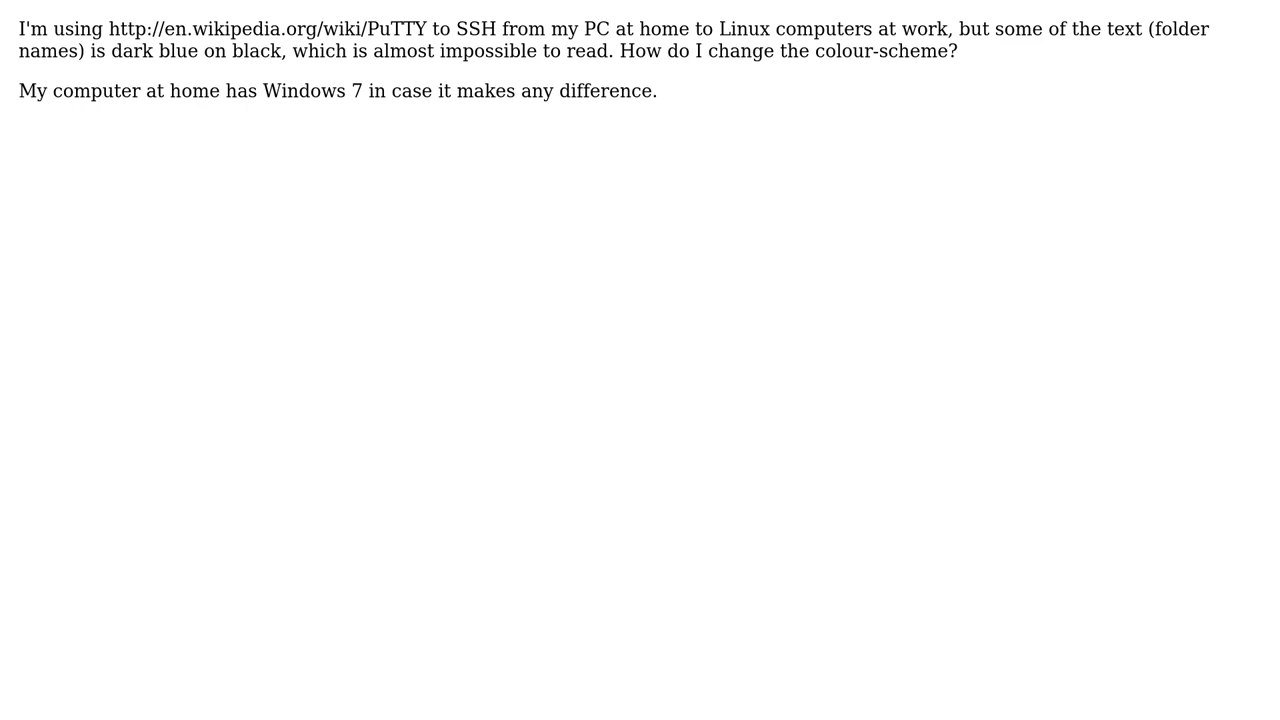 I'm using http://en.wikipedia.org/wiki/PuTTY to SSH from my PC at home to Linux computers at work, but some of the text (folder
names) is dark blue on black, which is almost impossible to read. How do I change the colour-scheme?
My computer at home has Windows 7 in case it makes any difference.